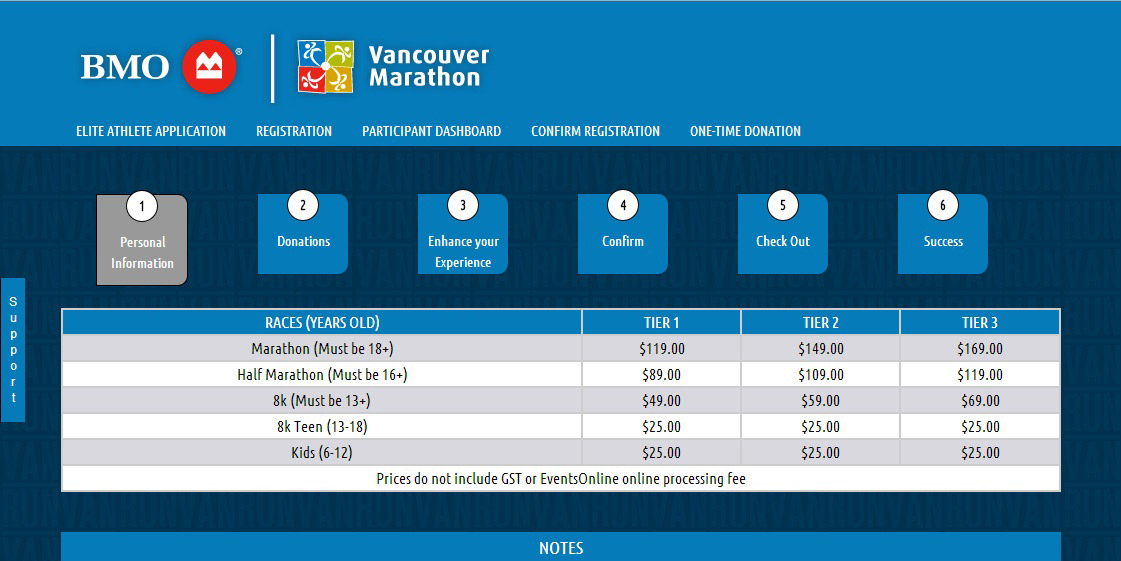 BMO ®
Vancouver
Marathon
ELITE ATHLETE APPLICATION REGISTRATION PARTICIPANT DASHBOARD CONFIRM REGISTRATION ONE-TIME DONATION
1
Personal
Information
2
Donations
3
Enhance your
Experience
4
Confirm
5
Check Out
6
Success
Support
RACES (YEARS OLD) TIER 1 TIER 2 TIER 3
Marathon (Must be 18+) $119.00 $149.00 $169.00
Half Marathon (Must be 16+) $89.00 $109.00 $119.00
8k (Must be 13+) $49.00 $59.00 $69.00
8k Teen (13-18) $25.00 $25.00 $25.00
Kids (6-12) $25.00 $25.00 $25.00
Prices do not include GST or EventsOnline online processing fee
NOTES